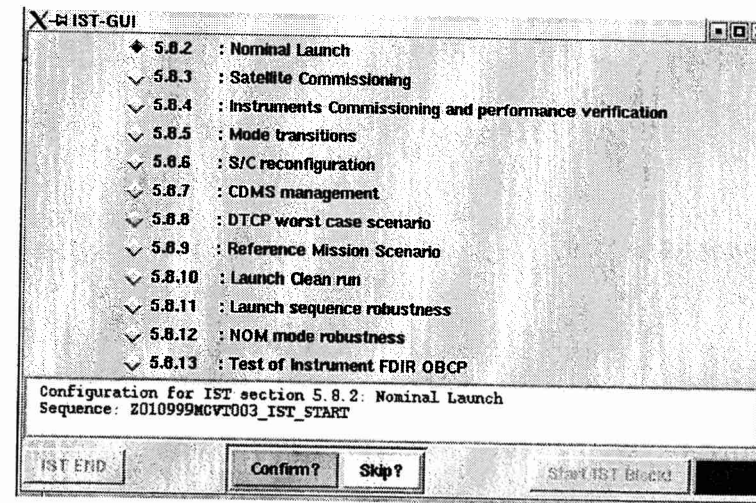 IST-GUI
5.8.2 : Nominal Launch
5.8.3 : Satellite Commissioning
5.8.4 : Instruments Commissioning and performance verification
5.8.5 : Mode transitions
5.8.6 : S/C reconfiguration
5.8.7 : CDMS management
5.8.8 : DTCP worst case scenario
5.8.9 : Reference Mission Scenario
5.8.10 : Launch Clean run
5.8.11 : Launch sequence robustness
5.8.12 : NOM mode robustness
5.8.13 : Test of Instrument FDIR OBCP
Configuration for IST section 5.8.2: Nominal Launch
Sequence: Z010999MCVT003_IST_START
IST END Confirm? Skip? Start IST Block!